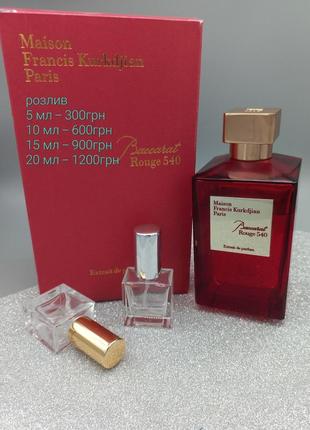 Maison
Francis Kurkdjian
Paris
розлив
5 мл – 300грн
10 мл – 600грн
15 мл – 900грн
20 мл – 1200грн
Baccarat
Rouge 540
Extrait de
Maison
Francis Kurkdjian
Paris
Baccarat
Rouge 540
Extrait de parfum